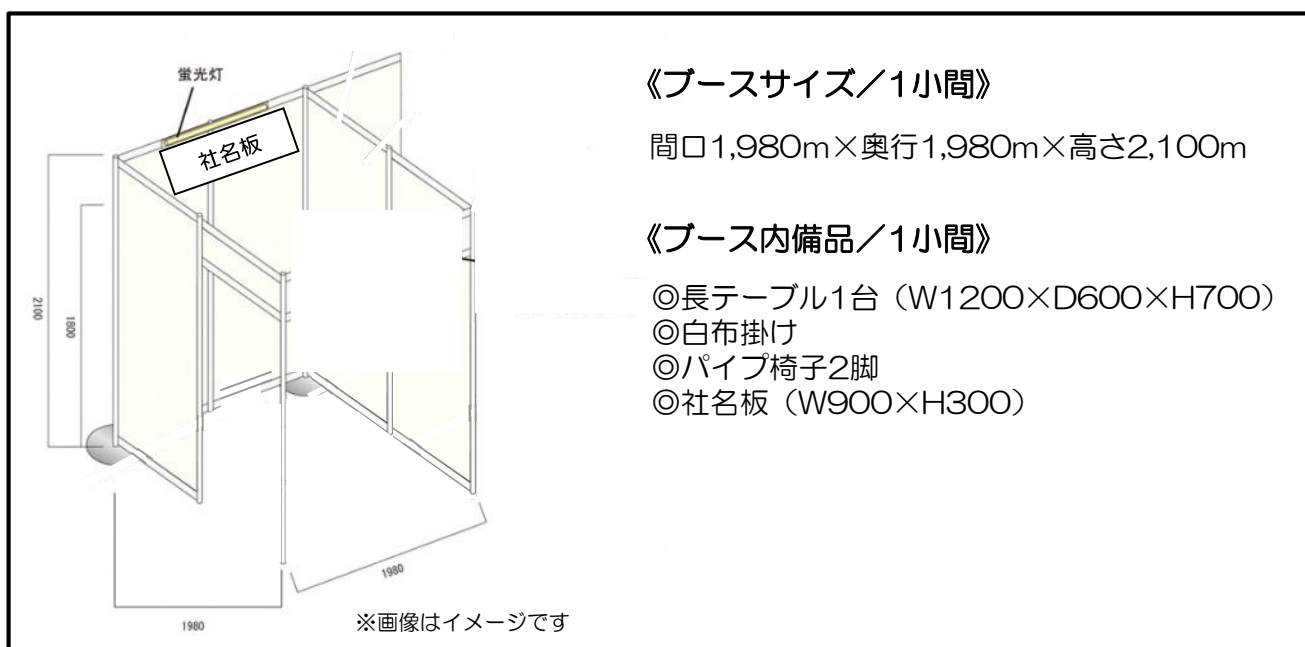 蛍光灯
社名板
2100
1800
1980
1980
※画像はイメージです
《ブースサイズ／1小間》
間口1,980m×奥行1,980m×高さ2,100m
《ブース内備品／1小間》
◎長テーブル1台（W1200×D600×H700）
◎白布掛け
◎パイプ椅子2脚
◎社名板（W900×H300）